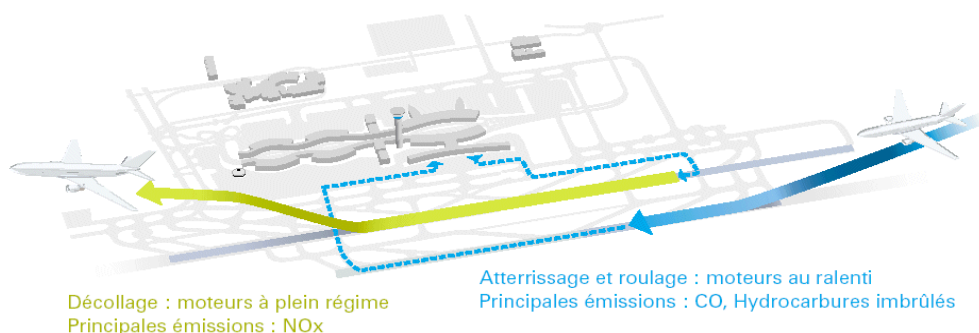 Atterrissage et roulage : moteurs au ralenti
Principales émissions : CO, Hydrocarbures imbrûlés
Décollage : moteurs à plein régime
Principales émissions : NOx